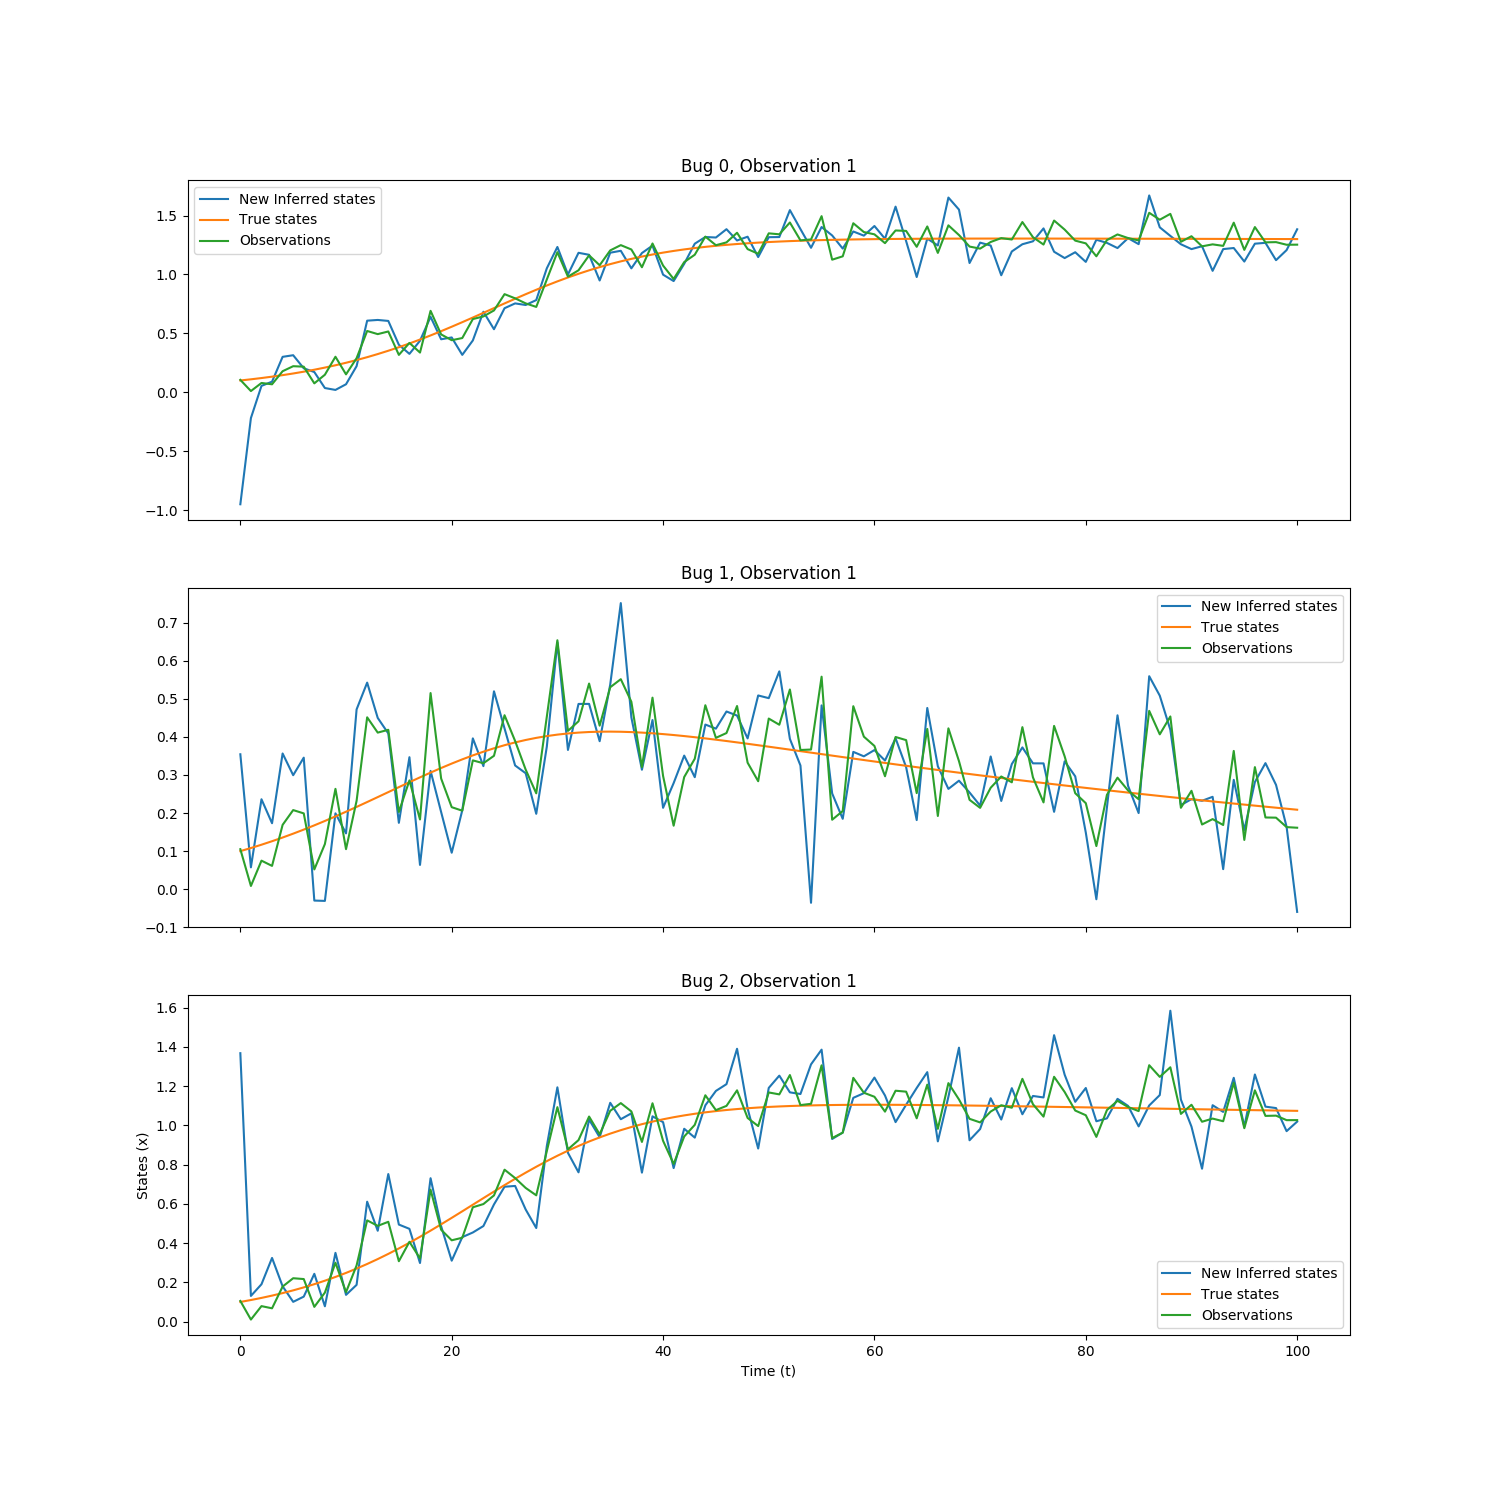 Bug 0, Observation 1
New Inferred states
True states
Observations
1.5
1.0
0.5
0.0
−0.5
−1.0
Bug 1, Observation 1
New Inferred states
True states
Observations
0.7
0.6
0.5
0.4
0.3
0.2
0.1
0.0
−0.1
Bug 2, Observation 1
1.6
1.4
1.2
1.0
0.8
0.6
0.4
0.2
0.0
States (x)
New Inferred states
True states
Observations
0 20 40 60 80 100
Time (t)